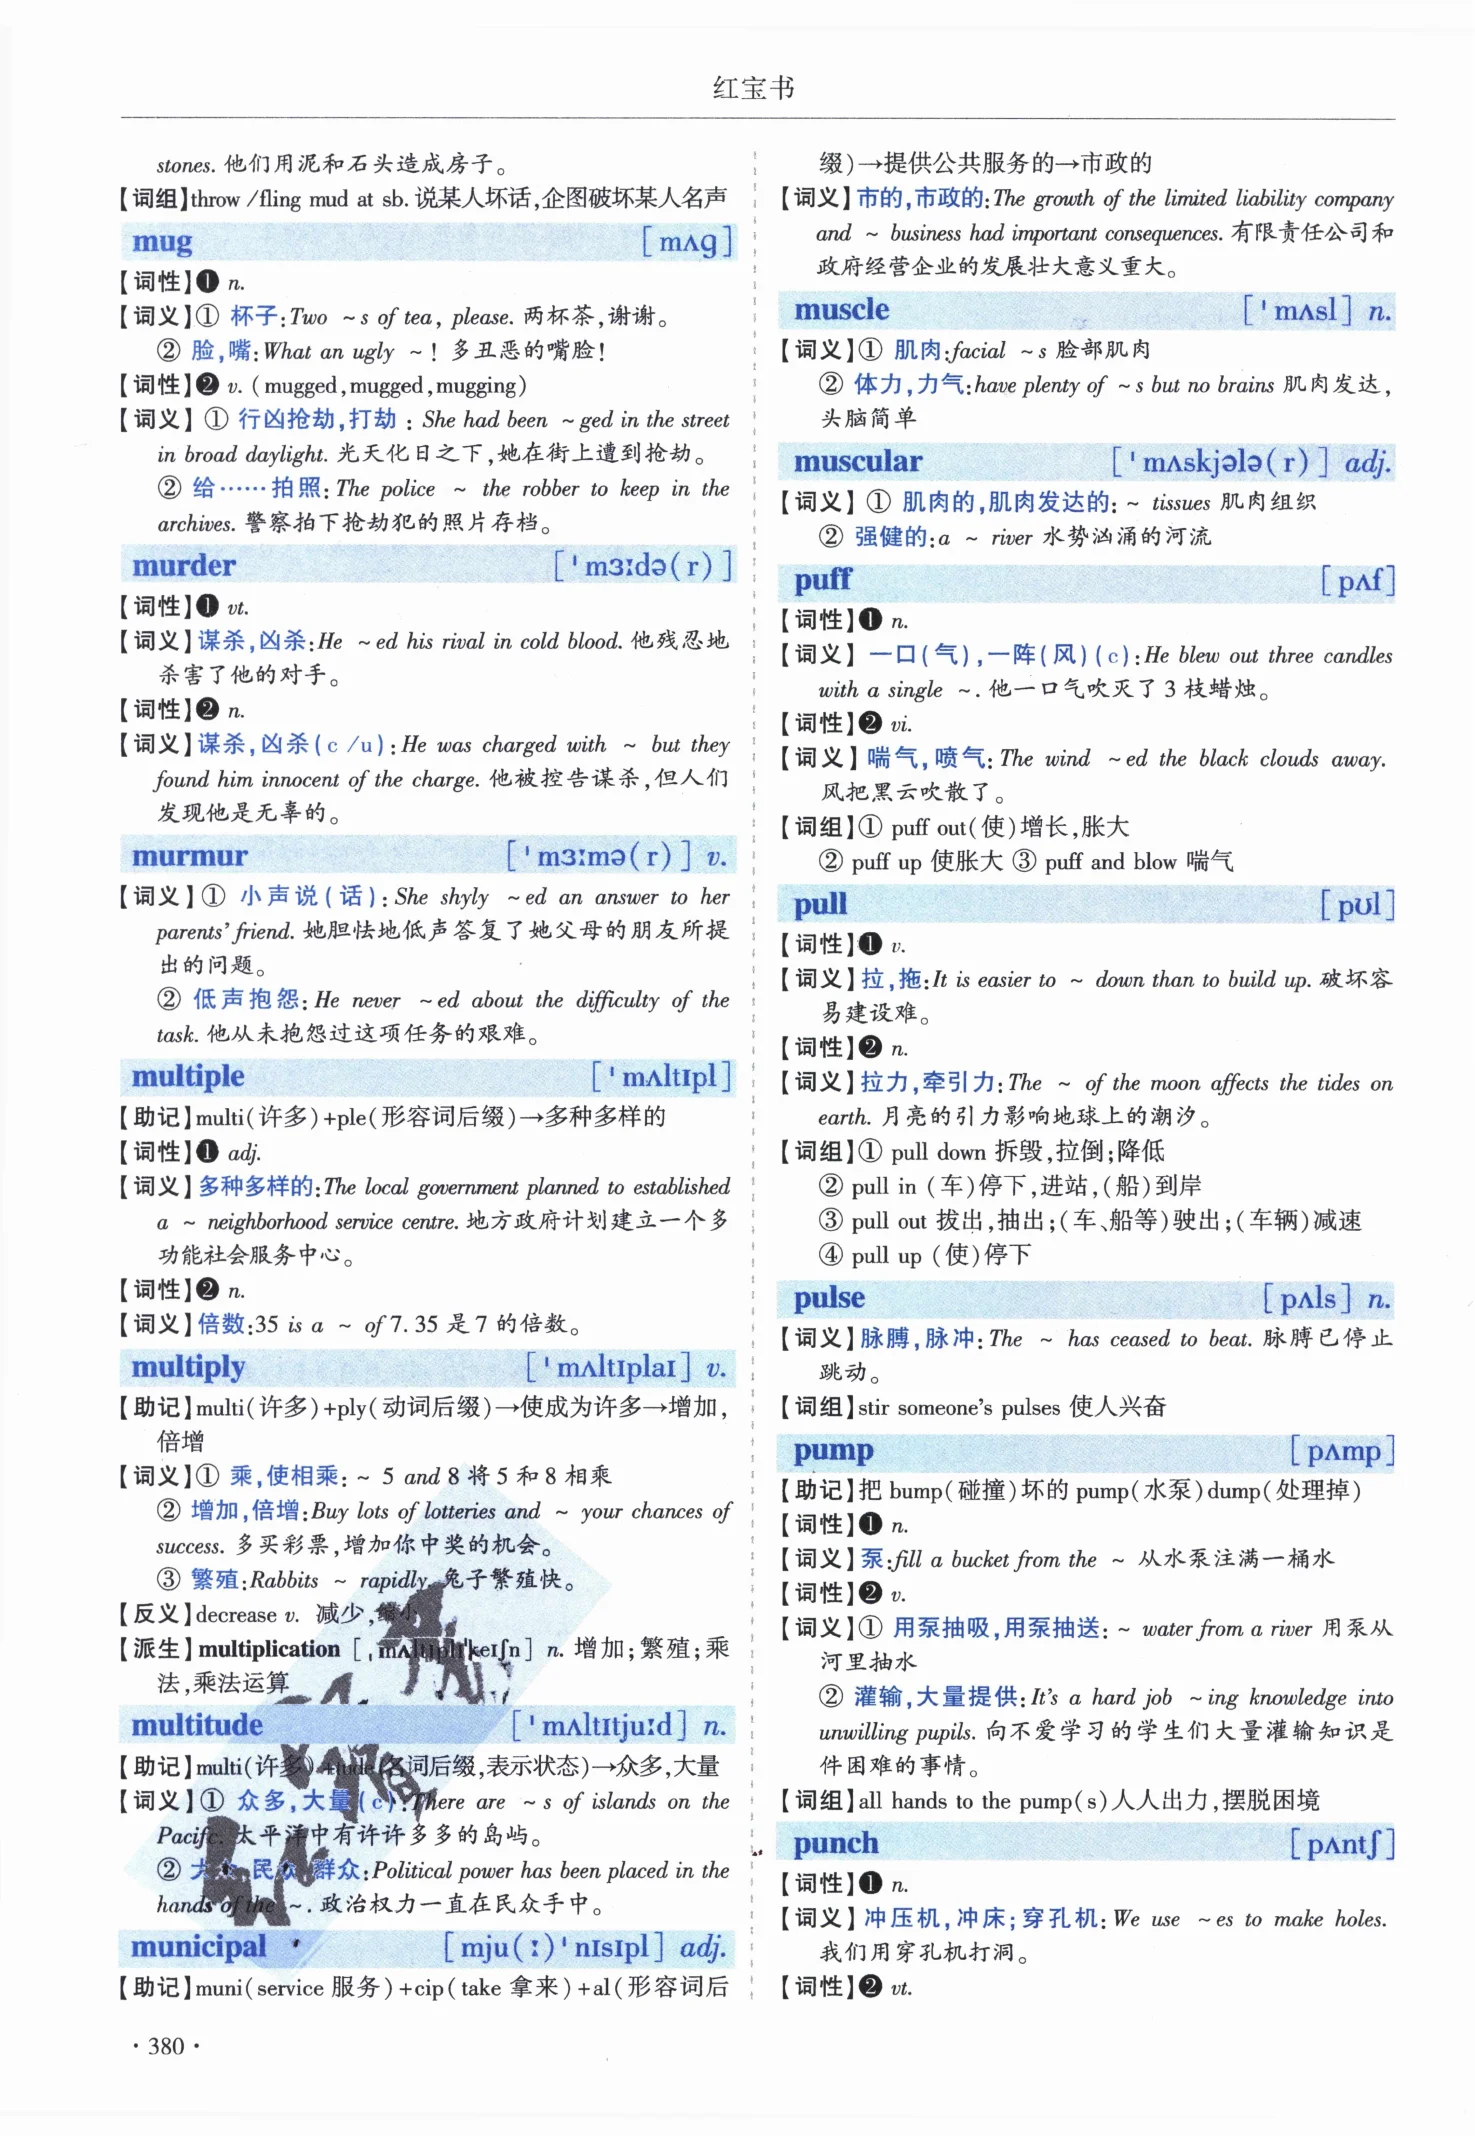 红宝书
stones. 他们用泥和石头造成房子。
【词组】throw /fling mud at sb. 说某人坏话,企图破坏某人名声
mug [mʌɡ]
【词性】❶ n.
【词义】① 杯子:Two ~s of tea, please. 两杯茶,谢谢。
② 脸,嘴:What an ugly ~! 多丑恶的嘴脸!
【词性】❷ v. (mugged,mugged,mugging)
【词义】① 行凶抢劫,打劫：She had been ~ged in the street
in broad daylight. 光天化日之下,她在街上遭到抢劫。
② 给……拍照:The police ~ the robber to keep in the
archives. 警察拍下抢劫犯的照片存档。
murder [ˈmɜːdə(r)]
【词性】❶ vt.
【词义】谋杀,凶杀:He ~ed his rival in cold blood. 他残忍地
杀害了他的对手。
【词性】❷ n.
【词义】谋杀,凶杀(c /u):He was charged with ~ but they
found him innocent of the charge. 他被控告谋杀,但人们
发现他是无辜的。
murmur [ˈmɜːmə(r)] v.
【词义】① 小声说(话):She shyly ~ed an answer to her
parents' friend. 她胆怯地低声答复了她父母的朋友所提
出的问题。
② 低声抱怨:He never ~ed about the difficulty of the
task. 他从未抱怨过这项任务的艰难。
multiple [ˈmʌltɪpl]
【助记】multi(许多)+ple(形容词后缀)→多种多样的
【词性】❶ adj.
【词义】多种多样的:The local government planned to established
a ~ neighborhood service centre. 地方政府计划建立一个多
功能社会服务中心。
【词性】❷ n.
【词义】倍数:35 is a ~ of 7. 35 是 7 的倍数。
multiply [ˈmʌltɪplaɪ] v.
【助记】multi(许多)+ply(动词后缀)→使成为许多→增加,
倍增
【词义】① 乘,使相乘: ~ 5 and 8 将 5 和 8 相乘
② 增加,倍增:Buy lots of lotteries and ~ your chances of
success. 多买彩票,增加你中奖的机会。
③ 繁殖:Rabbits ~ rapidly. 兔子繁殖快。
【反义】decrease v. 减少,缩小
【派生】multiplication [ˌmʌltɪplɪˈkeɪʃn] n. 增加;繁殖;乘
法,乘法运算
multitude [ˈmʌltɪtjuːd] n.
【助记】multi(许多)+tude(名词后缀,表示状态)→众多,大量
【词义】① 众多,大量(c):There are ~s of islands on the
Pacific. 太平洋中有许许多多的岛屿。
② 大众,民众,群众:Political power has been placed in the
hands of the ~. 政治权力一直在民众手中。
municipal [mju(ː)ˈnɪsɪpl] adj.
【助记】muni(service 服务)+cip(take 拿来)+al(形容词后
缀)→提供公共服务的→市政的
【词义】市的,市政的:The growth of the limited liability company
and ~ business had important consequences. 有限责任公司和
政府经营企业的发展壮大意义重大。
muscle [ˈmʌsl] n.
【词义】① 肌肉:facial ~s 脸部肌肉
② 体力,力气:have plenty of ~s but no brains 肌肉发达,
头脑简单
muscular [ˈmʌskjələ(r)] adj.
【词义】① 肌肉的,肌肉发达的: ~ tissues 肌肉组织
② 强健的:a ~ river 水势汹涌的河流
puff [pʌf]
【词性】❶ n.
【词义】一口(气),一阵(风)(c):He blew out three candles
with a single ~. 他一口气吹灭了 3 枝蜡烛。
【词性】❷ vi.
【词义】喘气,喷气:The wind ~ed the black clouds away.
风把黑云吹散了。
【词组】① puff out(使)增长,胀大
② puff up 使胀大 ③ puff and blow 喘气
pull [pʊl]
【词性】❶ v.
【词义】拉,拖:It is easier to ~ down than to build up. 破坏容
易建设难。
【词性】❷ n.
【词义】拉力,牵引力:The ~ of the moon affects the tides on
earth. 月亮的引力影响地球上的潮汐。
【词组】① pull down 拆毁,拉倒;降低
② pull in (车)停下,进站,(船)到岸
③ pull out 拔出,抽出;(车、船等)驶出;(车辆)减速
④ pull up (使)停下
pulse [pʌls] n.
【词义】脉膊,脉冲:The ~ has ceased to beat. 脉膊已停止
跳动。
【词组】stir someone's pulses 使人兴奋
pump [pʌmp]
【助记】把 bump(碰撞)坏的 pump(水泵)dump(处理掉)
【词性】❶ n.
【词义】泵:fill a bucket from the ~ 从水泵注满一桶水
【词性】❷ v.
【词义】① 用泵抽吸,用泵抽送: ~ water from a river 用泵从
河里抽水
② 灌输,大量提供:It's a hard job ~ing knowledge into
unwilling pupils. 向不爱学习的学生们大量灌输知识是
件困难的事情。
【词组】all hands to the pump(s)人人出力,摆脱困境
punch [pʌntʃ]
【词性】❶ n.
【词义】冲压机,冲床;穿孔机:We use ~es to make holes.
我们用穿孔机打洞。
【词性】❷ vt.
·380·